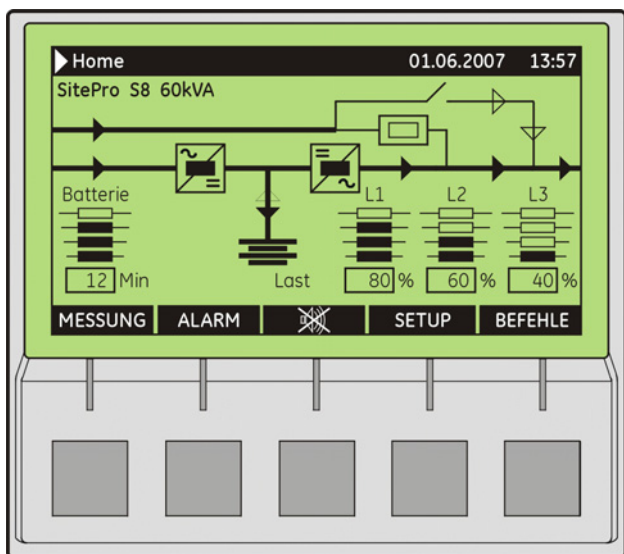 Home 01.06.2007 13:57
SitePro S8 60kVA
Batterie L1 L2 L3
12 Min Last 80 % 60 % 40 %
MESSUNG ALARM SETUP BEFEHLE